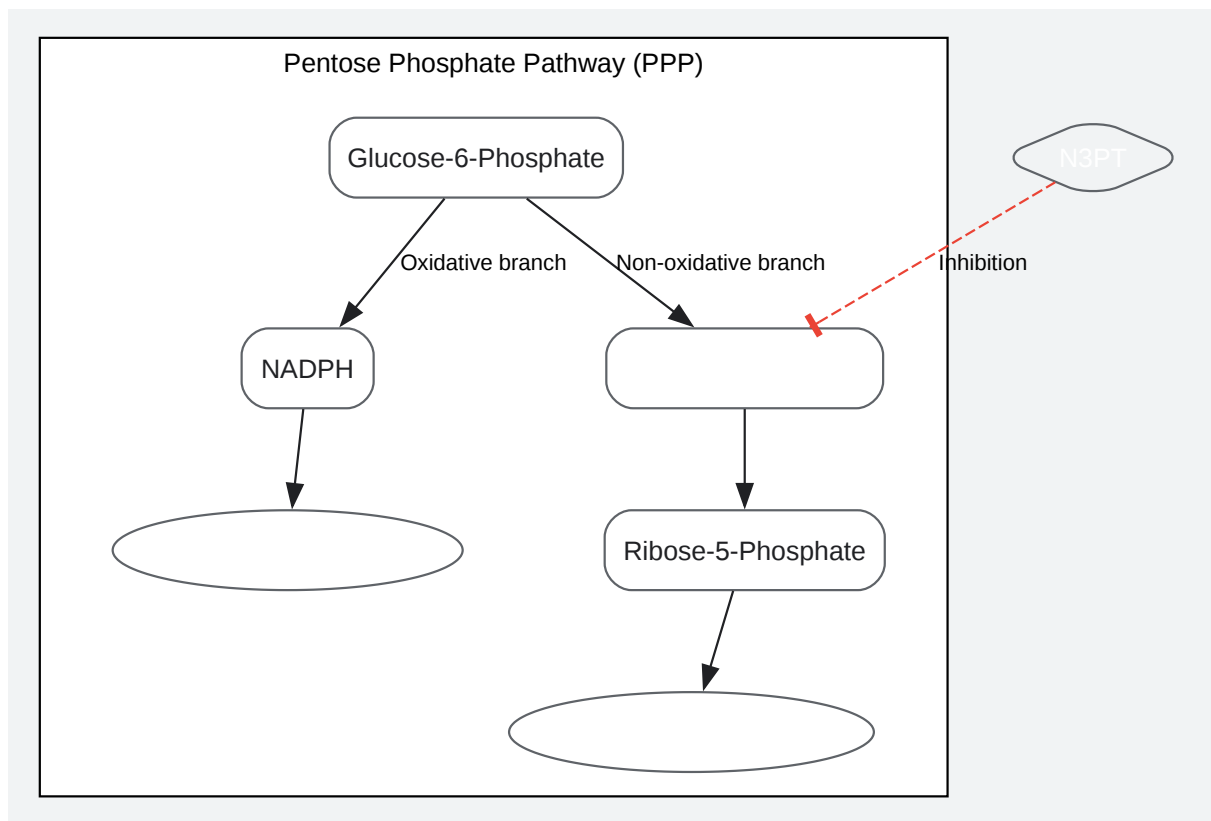 Pentose Phosphate Pathway (PPP)
Glucose-6-Phosphate
N3PT
Oxidative branch
Non-oxidative branch
Inhibition
NADPH
Ribose-5-Phosphate